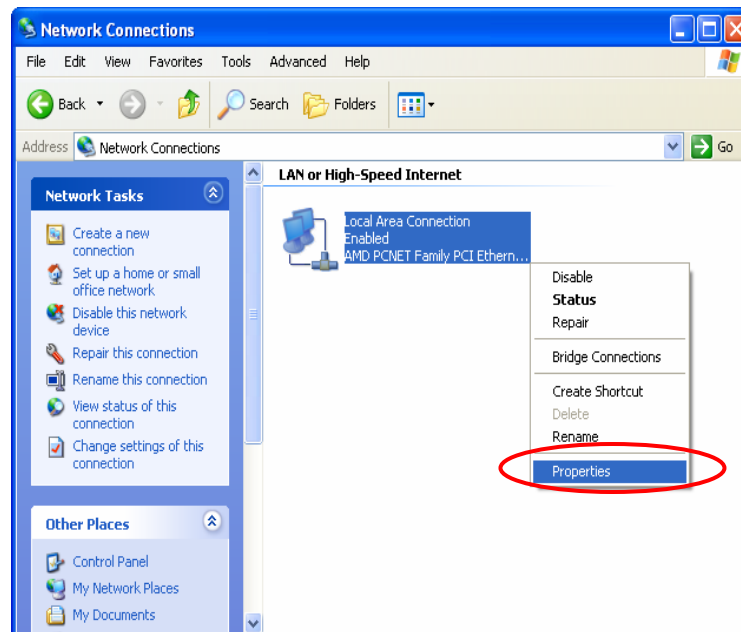 Network Connections
File Edit View Favorites Tools Advanced Help
Back Search Folders
Address Network Connections Go
Network Tasks
Create a new
connection
Set up a home or small
office network
Disable this network
device
Repair this connection
Rename this connection
View status of this
connection
Change settings of this
connection
Other Places
Control Panel
My Network Places
My Documents
LAN or High-Speed Internet
Local Area Connection
Enabled
AMD PCNET Family PCI Ethern...
Disable
Status
Repair
Bridge Connections
Create Shortcut
Delete
Rename
Properties